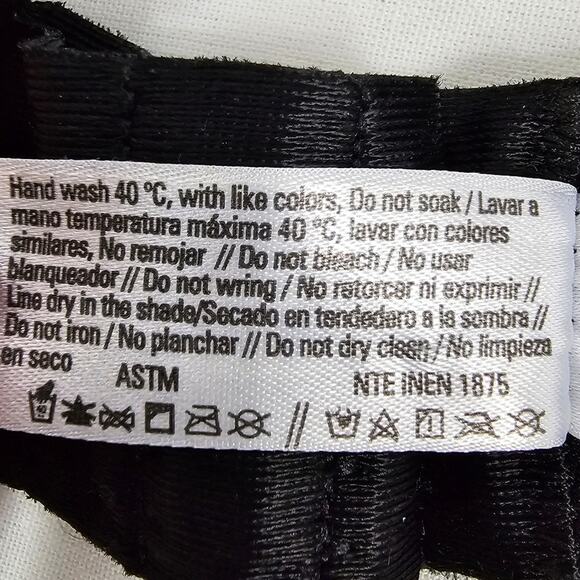 Hand wash 40 ºC, with like colors, Do not soak / Lavar a
mano temperatura máxima 40 ºC, lavar con colores
similares, No remojar // Do not bleach / No usar
blanqueador // Do not wring / No retorcer ni exprimir //
Line dry in the shade/Secado en tendedero a la sombra //
Do not iron / No planchar // Do not dry clean / No limpieza
en seco
ASTM NTE INEN 1875
//